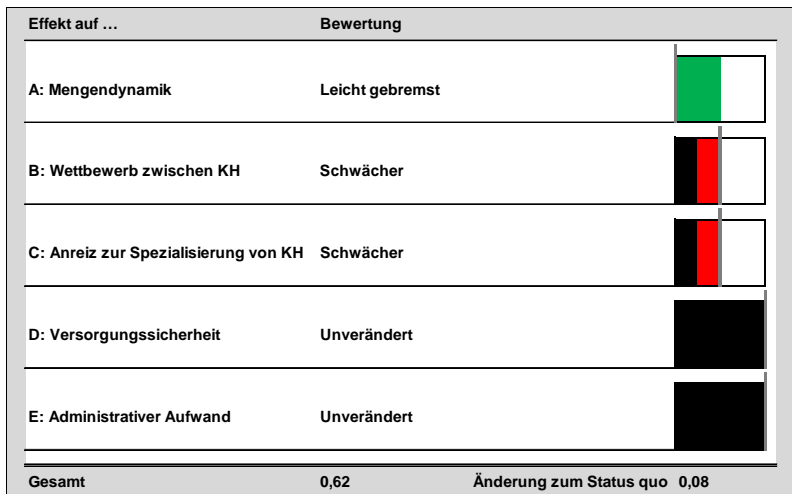 Effekt auf … Bewertung
A: Mengendynamik Leicht gebremst
B: Wettbewerb zwischen KH Schwächer
C: Anreiz zur Spezialisierung von KH Schwächer
D: Versorgungssicherheit Unverändert
E: Administrativer Aufwand Unverändert
Gesamt 0,62 Änderung zum Status quo 0,08